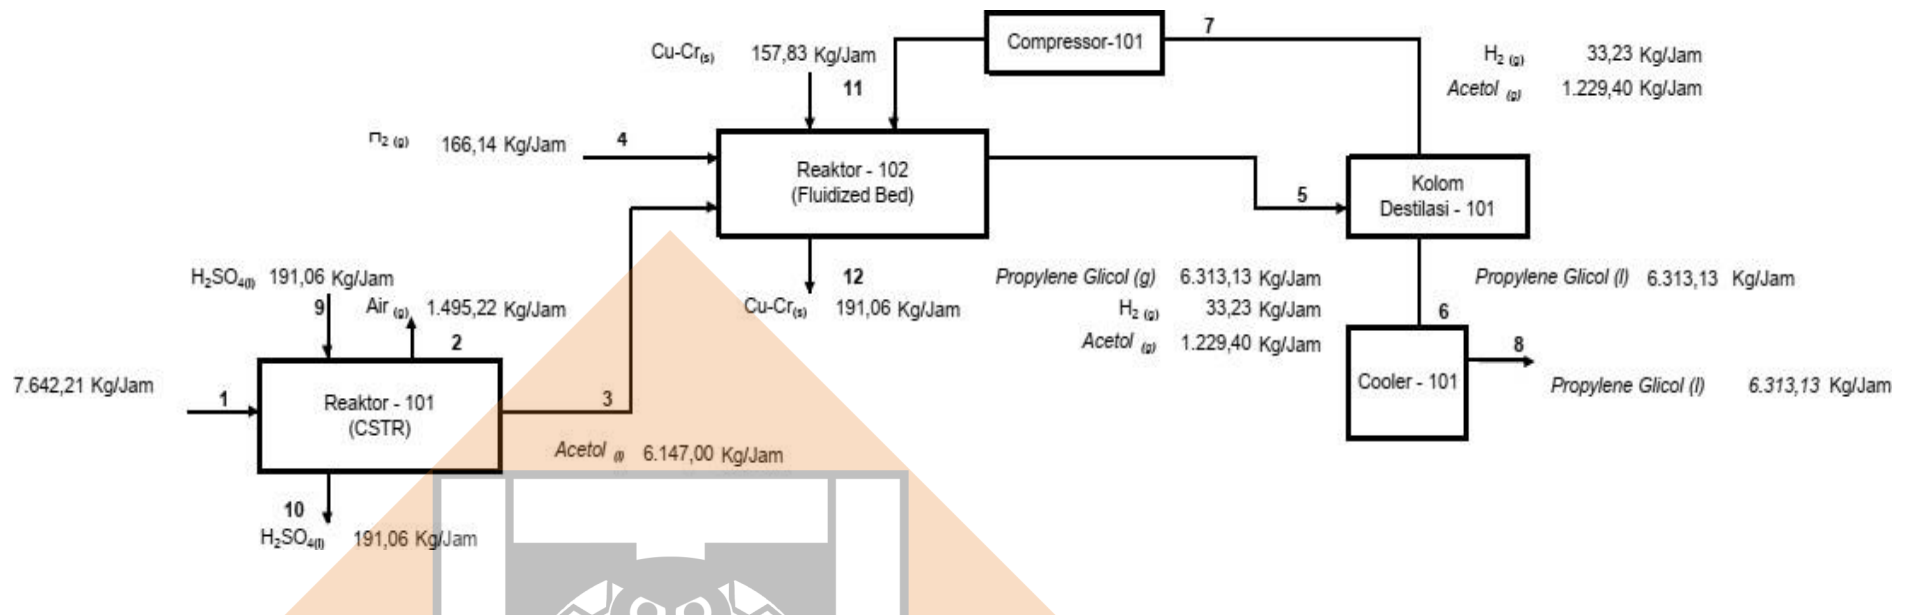 Compressor-101
7
Cu-Cr(s) 157,83 Kg/Jam
11
H2 (g) 33,23 Kg/Jam
Acetol (g) 1.229,40 Kg/Jam
2 (g) 166,14 Kg/Jam
4
Reaktor - 102
(Fluidized Bed)
5
Kolom
Destilasi - 101
H2SO4(l) 191,06 Kg/Jam
9
Air (g) 1.495,22 Kg/Jam
2
12
Cu-Cr(s) 191,06 Kg/Jam
Propylene Glicol (g) 6.313,13 Kg/Jam
H2 (g) 33,23 Kg/Jam
Acetol (g) 1.229,40 Kg/Jam
Propylene Glicol (l) 6.313,13 Kg/Jam
6
7.642,21 Kg/Jam
1
Reaktor - 101
(CSTR)
3
Acetol (l) 6.147,00 Kg/Jam
Cooler - 101
8
Propylene Glicol (l) 6.313,13 Kg/Jam
10
H2SO4(l) 191,06 Kg/Jam